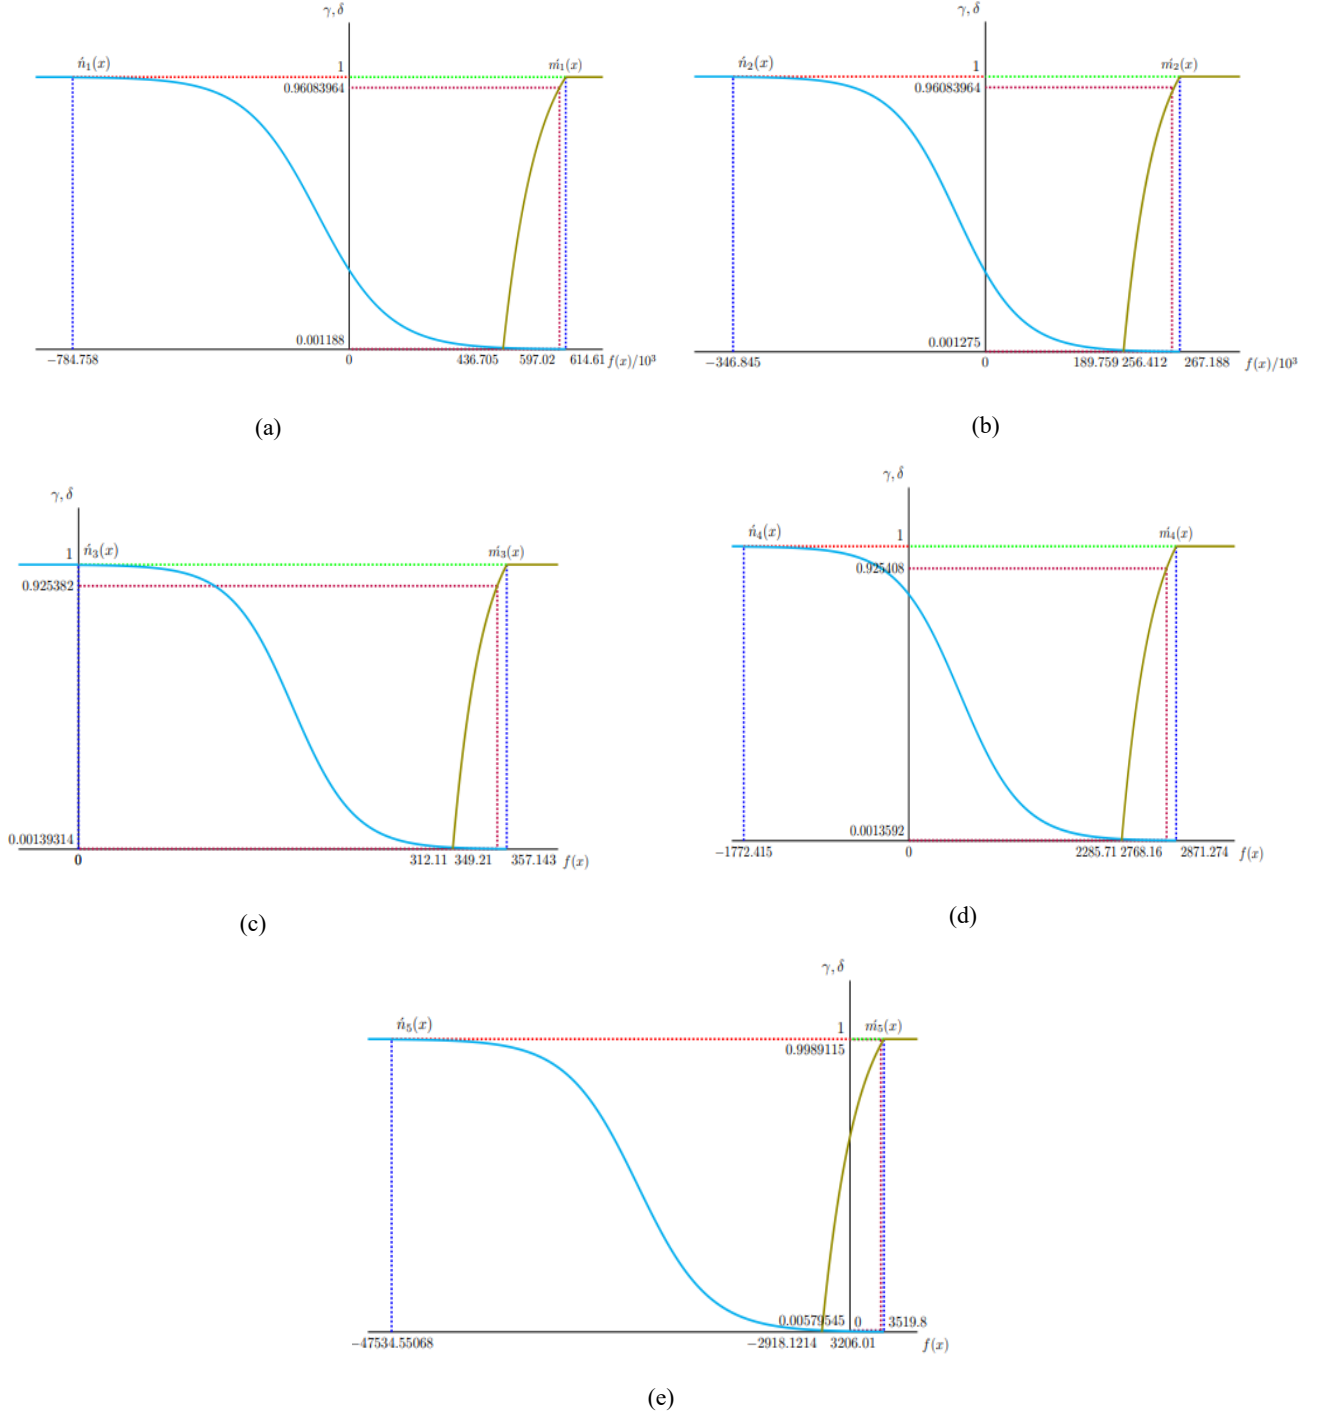 γ, δ
ń₁(x) 1 ḿ₁(x)
0.96083964
0.001188
−784.758 0 436.705 597.02 614.61 f(x)/10³
(a)
γ, δ
ń₂(x) 1 ḿ₂(x)
0.96083964
0.001275
−346.845 0 189.759 256.412 267.188 f(x)/10³
(b)
γ, δ
1 ń₃(x) ḿ₃(x)
0.925382
0.00139314
0 312.11 349.21 357.143 f(x)
(c)
γ, δ
ń₄(x) 1 ḿ₄(x)
0.925408
0.0013592
−1772.415 0 2285.71 2768.16 2871.274 f(x)
(d)
γ, δ
ń₅(x) 1 ḿ₅(x)
0.9989115
0.00579545 0 3519.8
−47534.55068 −2918.1214 3206.01 f(x)
(e)